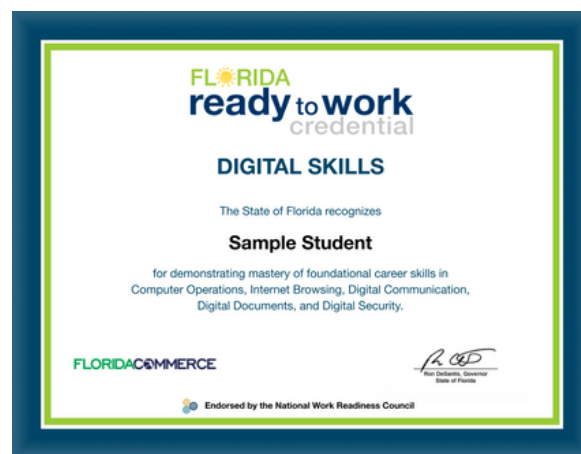 FLORIDA
ready to work
credential
DIGITAL SKILLS
The State of Florida recognizes
Sample Student
for demonstrating mastery of foundational career skills in
Computer Operations, Internet Browsing, Digital Communication,
Digital Documents, and Digital Security.
FLORIDACOMMERCE
Ron DeSantis, Governor
State of Florida
Endorsed by the National Work Readiness Council